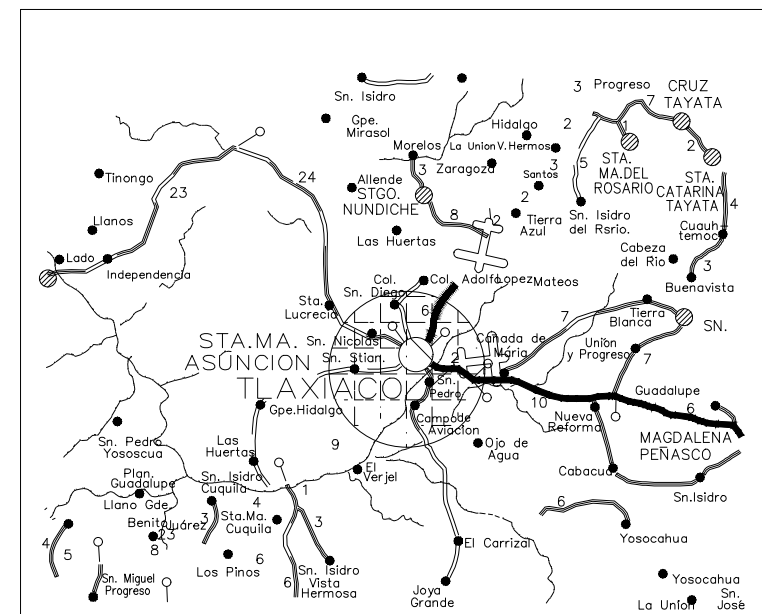 Sn. Isidro
3 Progreso
CRUZ
TAYATA
7
Gpe.
Mirasol
Hidalgo
2
1
Morelos
La Union
V. Hermosa
2
Zaragoza
3
3
5
STA.
MA.DEL
ROSARIO
STA.
CATARINA
TAYATA
Tinongo
24
23
Allende
STGO.
NUNDICHE
Santos
2
4
Llanos
8
2
Tierra
Azul
Sn. Isidro
del Rsrio.
Cuauh-
temoc
Las Huertas
Lado
Independencia
Cabeza
del Rio
3
Buenavista
Col.
Sn. Diego
Col. Adolfo Lopez Mateos
Sta.
Lucrecia
6
Tierra
Blanca
7
SN.
STA.MA.
ASUNCION
TLAXIACO
Sn. Nicolas
Cañada de
Maria
Union
y Progreso
Sn. Stian.
2
7
Sn.
Pedro
10
Guadalupe
6
Gpe.Hidalgo
Campo de
Aviacion
Nueva
Reforma
Sn. Pedro
Yososcua
Las
Huertas
9
Ojo de
Agua
MAGDALENA
PEÑASCO
Plan.
Guadalupe
Sn. Isidro
Cuquila
El
Verjel
Cabacua
Sn.Isidro
Llano Gde.
4
1
6
Benito
Juárez
23
3
Sta.Ma.
Cuquila
3
Yosocahua
4
5
8
6
El Carrizal
Los Pinos
Sn. Isidro
Vista
Hermosa
Sn. Miguel
Progreso
6
Joya
Grande
Yosocahua
La Union
Sn.
José